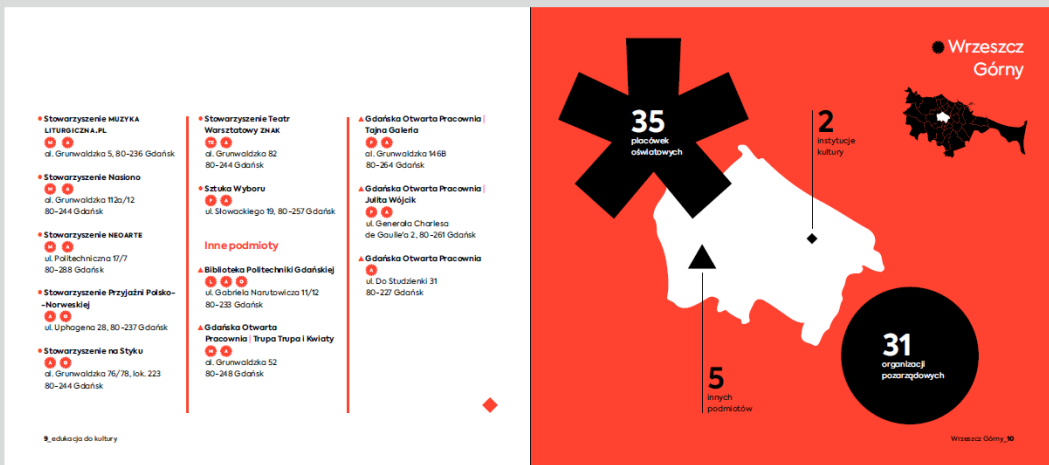 Stowarzyszenie MUZYKA
LITURGICZNA.PL
M A
al. Grunwaldzka 5, 80-236 Gdańsk
Stowarzyszenie Nasiono
M A
al. Grunwaldzka 112a/12
80-244 Gdańsk
Stowarzyszenie NEOARTE
M A
ul. Politechniczna 17/7
80-288 Gdańsk
Stowarzyszenie Przyjaźni Polsko-
-Norweskiej
A
ul. Uphagena 28, 80-237 Gdańsk
Stowarzyszenie na Styku
A
al. Grunwaldzka 76/78, lok. 223
80-244 Gdańsk
Stowarzyszenie Teatr
Warsztatowy ZNAK
TE A
al. Grunwaldzka 82
80-244 Gdańsk
Sztuka Wyboru
P A
ul. Słowackiego 19, 80-257 Gdańsk
Inne podmioty
Biblioteka Politechniki Gdańskiej
L A
ul. Gabriela Narutowicza 11/12
80-233 Gdańsk
Gdańska Otwarta
Pracownia | Trupa Trupa i Kwiaty
M A
al. Grunwaldzka 52
80-248 Gdańsk
Gdańska Otwarta Pracownia |
Tajna Galeria
P A
al. Grunwaldzka 146B
80-264 Gdańsk
Gdańska Otwarta Pracownia |
Julita Wójcik
P A
ul. Generała Charlesa
de Gaulle'a 2, 80-261 Gdańsk
Gdańska Otwarta Pracownia
A
ul. Do Studzienki 31
80-227 Gdańsk
9_edukacja do kultury
Wrzeszcz
Górny
35
placówek
oświatowych
2
instytucje
kultury
31
organizacji
pozarządowych
5
innych
podmiotów
Wrzeszcz Górny_10